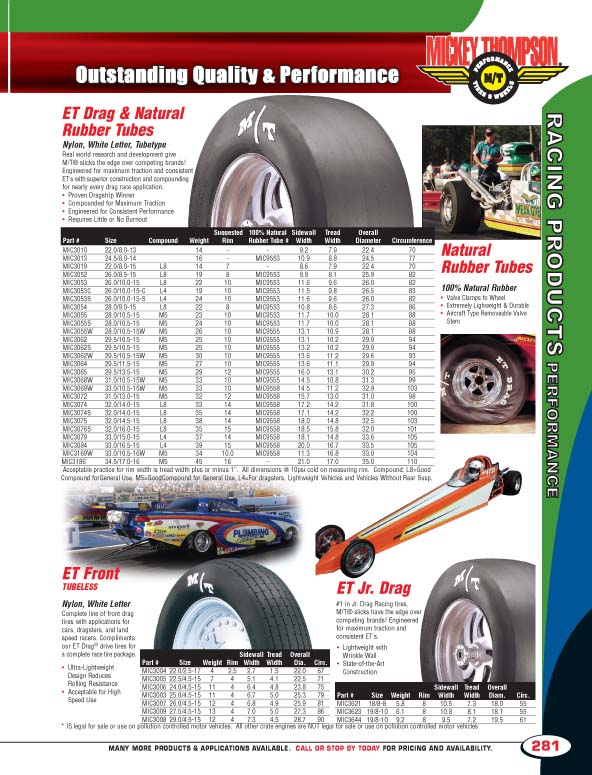 MICKEY THOMPSON
PERFORMANCE
M/T
TIRES & WHEELS
Outstanding Quality & Performance
RACING PRODUCTS PERFORMANCE
ET Drag & Natural
Rubber Tubes
Nylon, White Letter, Tubetype
Real world research and development give
M/T® slicks the edge over competing brands!
Engineered for maximum traction and consistent
ET's with superior construction and compounding
for nearly every drag race application.
• Proven Dragstrip Winner
• Compounded for Maximum Traction
• Engineered for Consistent Performance
• Requires Little or No Burnout
M/T
Suggested 100% Natural Sidewall Tread Overall
Part # Size Compound Weight Rim Rubber Tube # Width Width Diameter Circumference
MIC3010 22.0/8.0-13 14 - - 9.2 7.9 22.4 70
MIC3013 24.5/8.0-14 16 - MIC9553 10.9 8.8 24.5 77
MIC3019 22.0/8.0-15 L8 14 7 - 8.6 7.9 22.4 70
MIC3052 26.0/8.5-15 L8 19 8 MIC9553 9.9 8.1 25.9 82
MIC3053 26.0/10.0-15 L8 22 10 MIC9553 11.6 9.6 26.0 82
MIC3053C 26.0/10.0-15-C L4 19 10 MIC9553 11.5 9.8 26.5 83
MIC3053S 26.0/10.0-15-S L4 24 10 MIC9553 11.6 9.6 26.0 82
MIC3054 28.0/9.0-15 L8 22 8 MIC9553 10.8 8.6 27.3 86
MIC3055 28.0/10.5-15 M5 23 10 MIC9553 11.7 10.0 28.1 88
MIC3055S 28.0/10.5-15 M5 24 10 MIC9553 11.7 10.0 28.1 88
MIC3055W 28.0/10.5-15W M5 26 10 MIC9555 13.1 10.9 28.1 88
MIC3062 29.5/10.5-15 M5 25 10 MIC9555 13.1 10.2 29.9 94
MIC3062S 29.5/10.5-15 M5 25 10 MIC9555 13.2 10.2 29.9 94
MIC3062W 29.5/10.5-15W M5 30 10 MIC9555 13.6 11.2 29.6 93
MIC3064 29.5/11.5-15 M5 27 10 MIC9555 13.6 11.1 29.9 94
MIC3065 29.5/13.5-15 M5 29 12 MIC9555 16.0 13.1 30.2 95
MIC3068W 31.0/10.5-15W M5 33 10 MIC9555 14.5 10.8 31.3 99
MIC3069W 33.0/10.5-15W M5 33 10 MIC9558 14.5 11.2 32.9 103
MIC3072 31.0/13.0-15 M5 32 12 MIC9558 15.7 13.0 31.0 98
MIC3074 32.0/14.0-15 L8 33 14 MIC9558 17.2 14.2 31.8 100
MIC3074S 32.0/14.0-15 L8 35 14 MIC9558 17.1 14.2 32.2 100
MIC3075 32.0/14.5-15 L8 38 14 MIC9558 18.0 14.8 32.5 103
MIC3076S 32.0/16.0-15 L8 35 15 MIC9558 18.5 15.8 32.0 101
MIC3079 33.0/15.0-15 L4 37 14 MIC9558 18.1 14.8 33.6 105
MIC3084 33.0/16.5-15 L4 39 15 MIC9558 20.0 16.7 33.5 105
MIC3169W 33.0/10.5-16W M5 34 10.0 MIC9558 11.3 16.8 33.0 104
MIC3186 34.5/17.0-16 M5 45 16 - 21.0 17.0 35.0 110
Acceptable practice for rim width is tread width plus or minus 1". All dimensions @ 10psi cold on measuring rim. Compound: L8=Good
Compound forGeneral Use, M5=GoodCompound for General Use, L4=For dragsters, Lightweight Vehicles and Vehicles Without Rear Susp.
Natural
Rubber Tubes
100% Natural Rubber
• Valve Clamps to Wheel
• Extremely Lightweight & Durable
• Aircraft Type Removeable Valve
Stem
ET DRAG
PLUMBING
ET Front
TUBELESS
Nylon, White Letter
Complete line of front drag
tires with applications for
cars, dragsters, and land
speed racers. Compliments
our ET Drag® drive tires for
a complete race tire package.
• Ultra-Lightweight
Design Reduces
Rolling Resistance
• Acceptable for High
Speed Use
M/T
Sidewall Tread Overall
Part # Size Weight Rim Width Width Dia. Circ.
MIC3004 22.0/2.5-17 4 2.5 2.7 1.5 22.0 67
MIC3005 22.5/4.5-15 7 4 5.1 4.1 22.5 71
MIC3006 24.0/4.5-15 11 4 6.4 4.8 23.8 75
MIC3003 25.0/4.5-15 11 4 6.7 5.0 25.3 79
MIC3007 26.0/4.5-15 12 4 6.8 4.9 25.9 81
MIC3009 27.5/4.5-15 13 4 7.0 5.0 27.3 86
MIC3008 29.0/4.5-15 12 4 7.3 4.5 28.7 90
ET Jr. Drag
#1 in Jr. Drag Racing tires,
M/T® slicks have the edge over
competing brands! Engineered
for maximum traction and
consistent ET's.
• Lightweight with
Wrinkle Wall
• State-of-the-Art
Construction
M/T
Sidewall Tread Overall
Part # Size Weight Rim Width Width Diam. Circ.
MIC3621 18/8-8 5.8 8 10.5 7.3 18.0 55
MIC3623 19/8-10 6.1 8 10.8 8.1 18.1 55
MIC3644 19/8-10 9.2 8 9.5 7.2 19.5 61
* IS legal for sale or use on pollution controlled motor vehicles. All other crate engines are NOT legal for sale or use on pollution controlled motor vehicles
MANY MORE PRODUCTS & APPLICATIONS AVAILABLE. CALL OR STOP BY TODAY FOR PRICING AND AVAILABILITY.
281